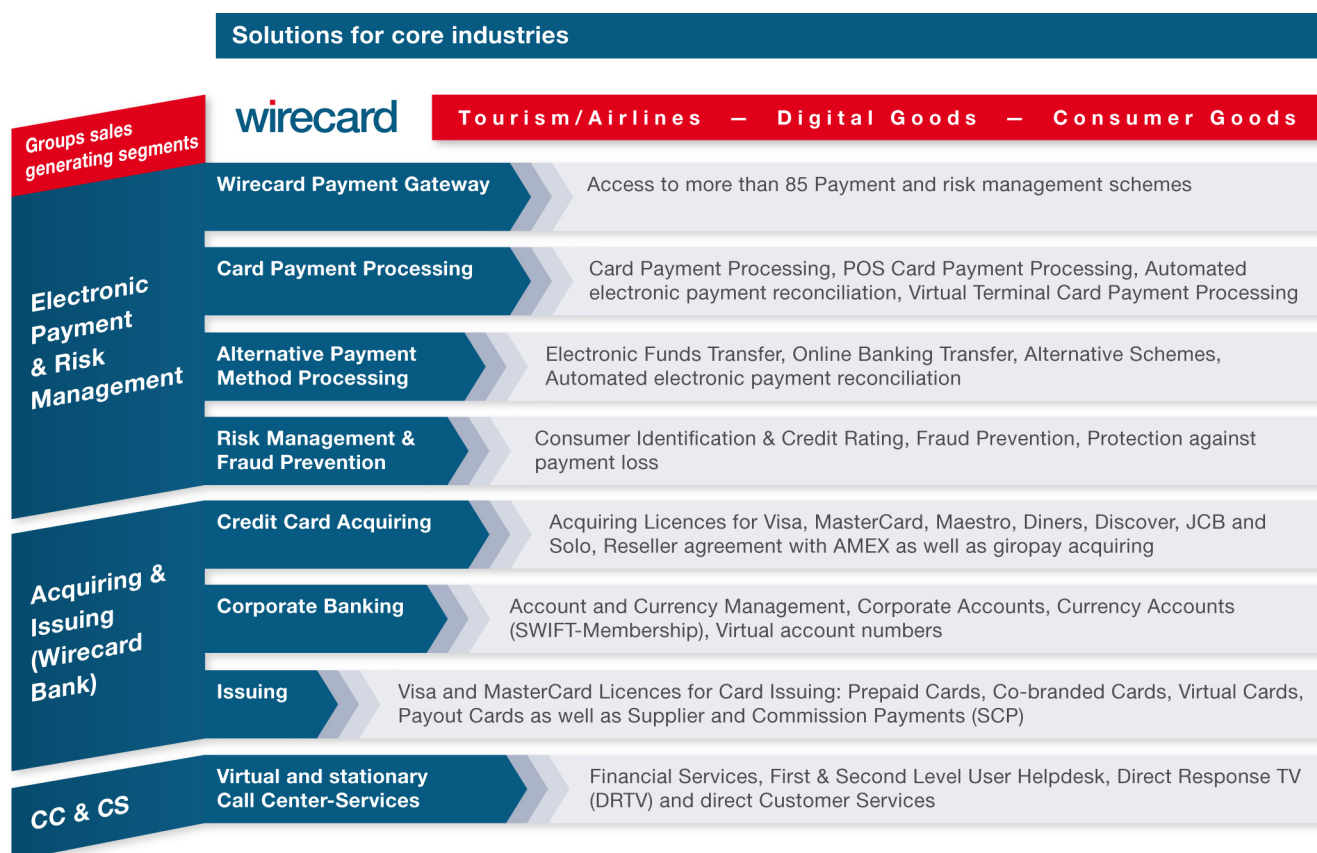 Solutions for core industries
Groups sales
generating segments
wirecard
Tourism/Airlines — Digital Goods — Consumer Goods
Electronic
Payment
& Risk
Management
Wirecard Payment Gateway
Access to more than 85 Payment and risk management schemes
Card Payment Processing
Card Payment Processing, POS Card Payment Processing, Automated
electronic payment reconciliation, Virtual Terminal Card Payment Processing
Alternative Payment
Method Processing
Electronic Funds Transfer, Online Banking Transfer, Alternative Schemes,
Automated electronic payment reconciliation
Risk Management &
Fraud Prevention
Consumer Identification & Credit Rating, Fraud Prevention, Protection against
payment loss
Acquiring &
Issuing
(Wirecard
Bank)
Credit Card Acquiring
Acquiring Licences for Visa, MasterCard, Maestro, Diners, Discover, JCB and
Solo, Reseller agreement with AMEX as well as giropay acquiring
Corporate Banking
Account and Currency Management, Corporate Accounts, Currency Accounts
(SWIFT-Membership), Virtual account numbers
Issuing
Visa and MasterCard Licences for Card Issuing: Prepaid Cards, Co-branded Cards, Virtual Cards,
Payout Cards as well as Supplier and Commission Payments (SCP)
CC & CS
Virtual and stationary
Call Center-Services
Financial Services, First & Second Level User Helpdesk, Direct Response TV
(DRTV) and direct Customer Services